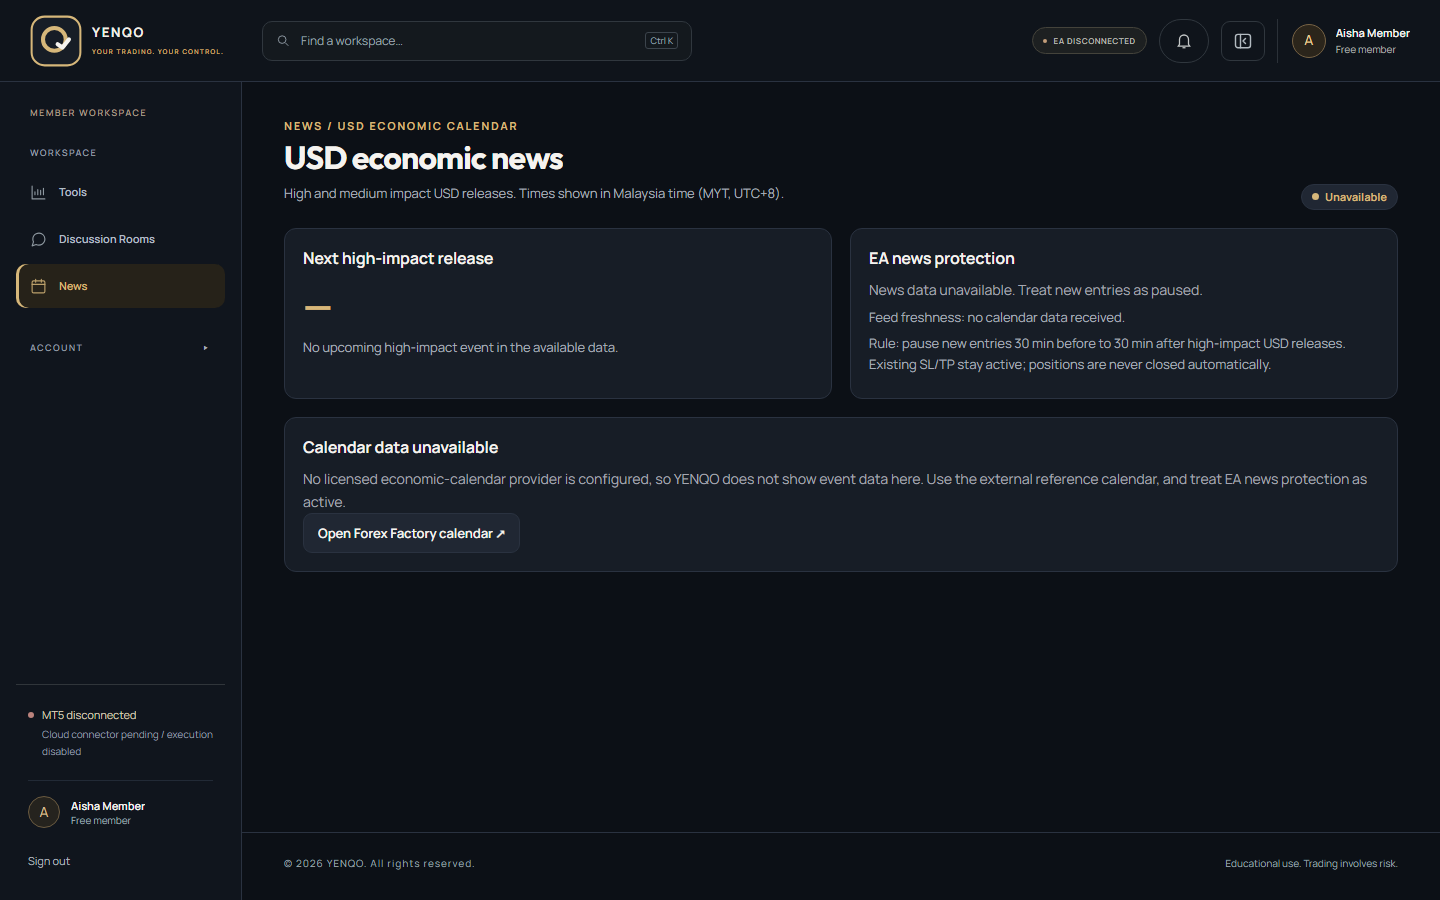 YENQO
YOUR TRADING. YOUR CONTROL.
Find a workspace...
Ctrl K
EA DISCONNECTED
A
Aisha Member
Free member
MEMBER WORKSPACE
WORKSPACE
Tools
Discussion Rooms
News
ACCOUNT
NEWS / USD ECONOMIC CALENDAR
USD economic news
High and medium impact USD releases. Times shown in Malaysia time (MYT, UTC+8).
Unavailable
Next high-impact release
—
No upcoming high-impact event in the available data.
EA news protection
News data unavailable. Treat new entries as paused.
Feed freshness: no calendar data received.
Rule: pause new entries 30 min before to 30 min after high-impact USD releases.
Existing SL/TP stay active; positions are never closed automatically.
Calendar data unavailable
No licensed economic-calendar provider is configured, so YENQO does not show event data here. Use the external reference calendar, and treat EA news protection as
active.
Open Forex Factory calendar ↗
MT5 disconnected
Cloud connector pending / execution
disabled
A
Aisha Member
Free member
Sign out
© 2026 YENQO. All rights reserved.
Educational use. Trading involves risk.